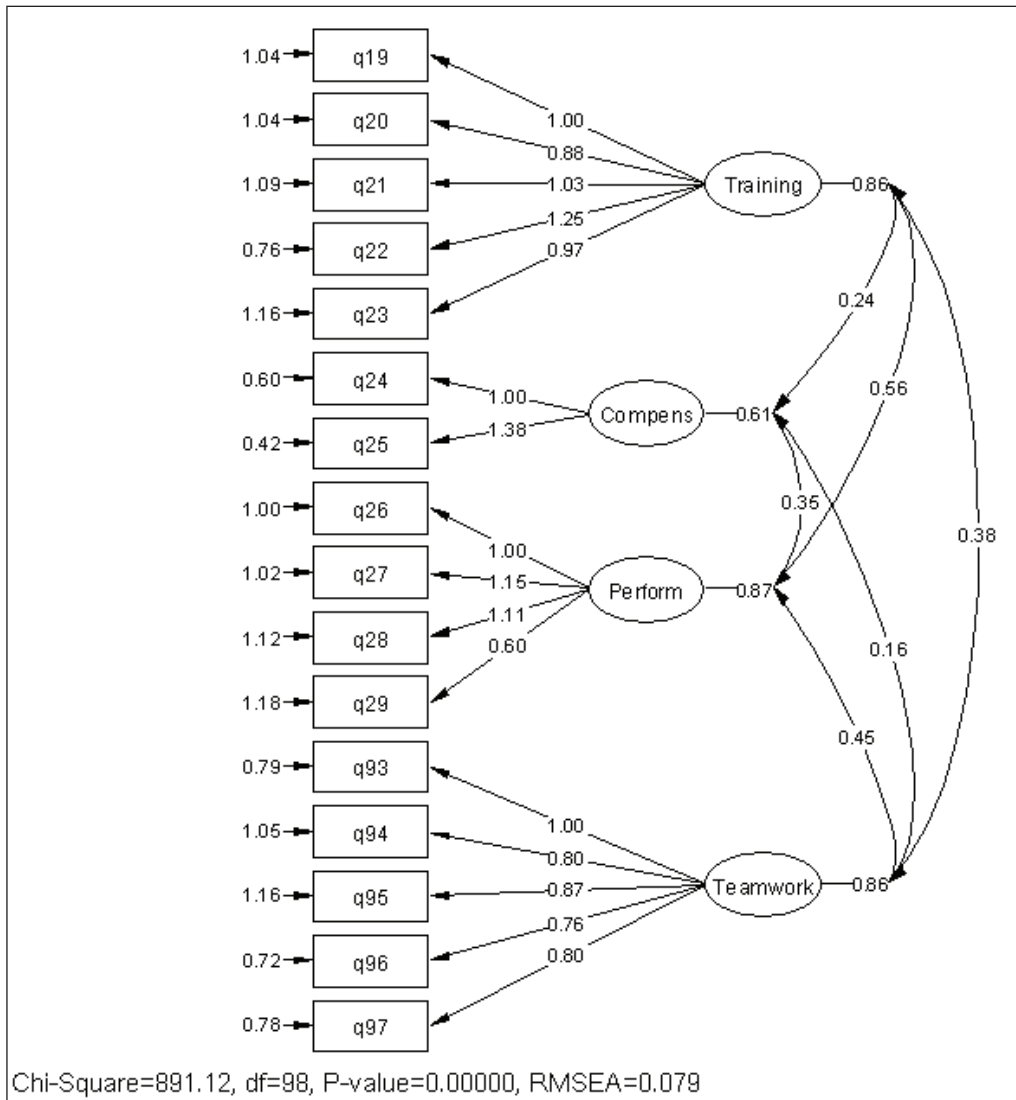 1.04 q19
1.04 q20
1.09 q21
0.76 q22
1.16 q23
0.60 q24
0.42 q25
1.00 q26
1.02 q27
1.12 q28
1.18 q29
0.79 q93
1.05 q94
1.16 q95
0.72 q96
0.78 q97
1.00
0.88
1.03
1.25
0.97
Training 0.86
1.00
1.38
Compens 0.61
1.00
1.15
1.11
0.60
Perform 0.87
1.00
0.80
0.87
0.76
0.80
Teamwork 0.86
0.24
0.56
0.35
0.38
0.16
0.45
Chi-Square=891.12, df=98, P-value=0.00000, RMSEA=0.079